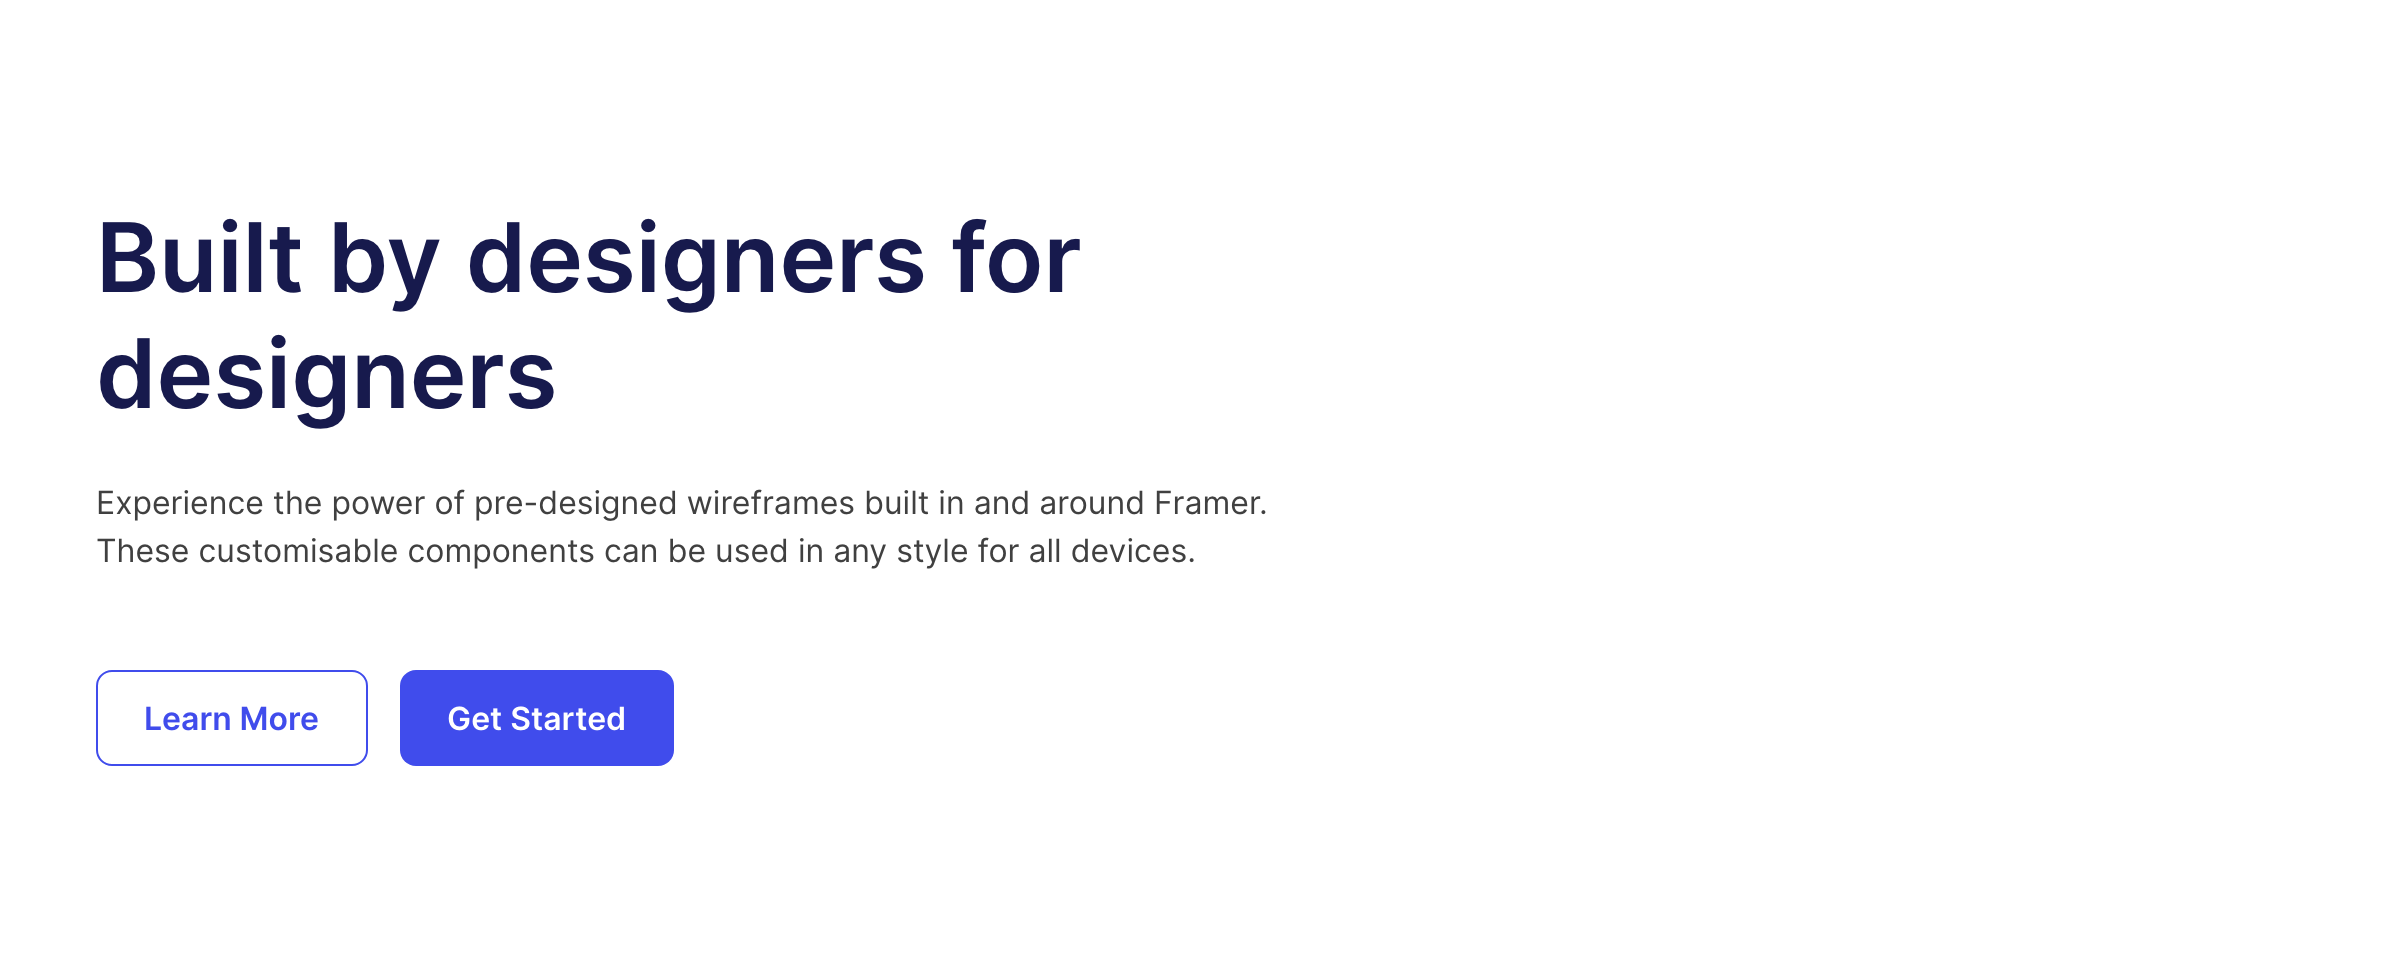 Built by designers for
designers
Experience the power of pre-designed wireframes built in and around Framer.
These customisable components can be used in any style for all devices.
Learn More
Get Started